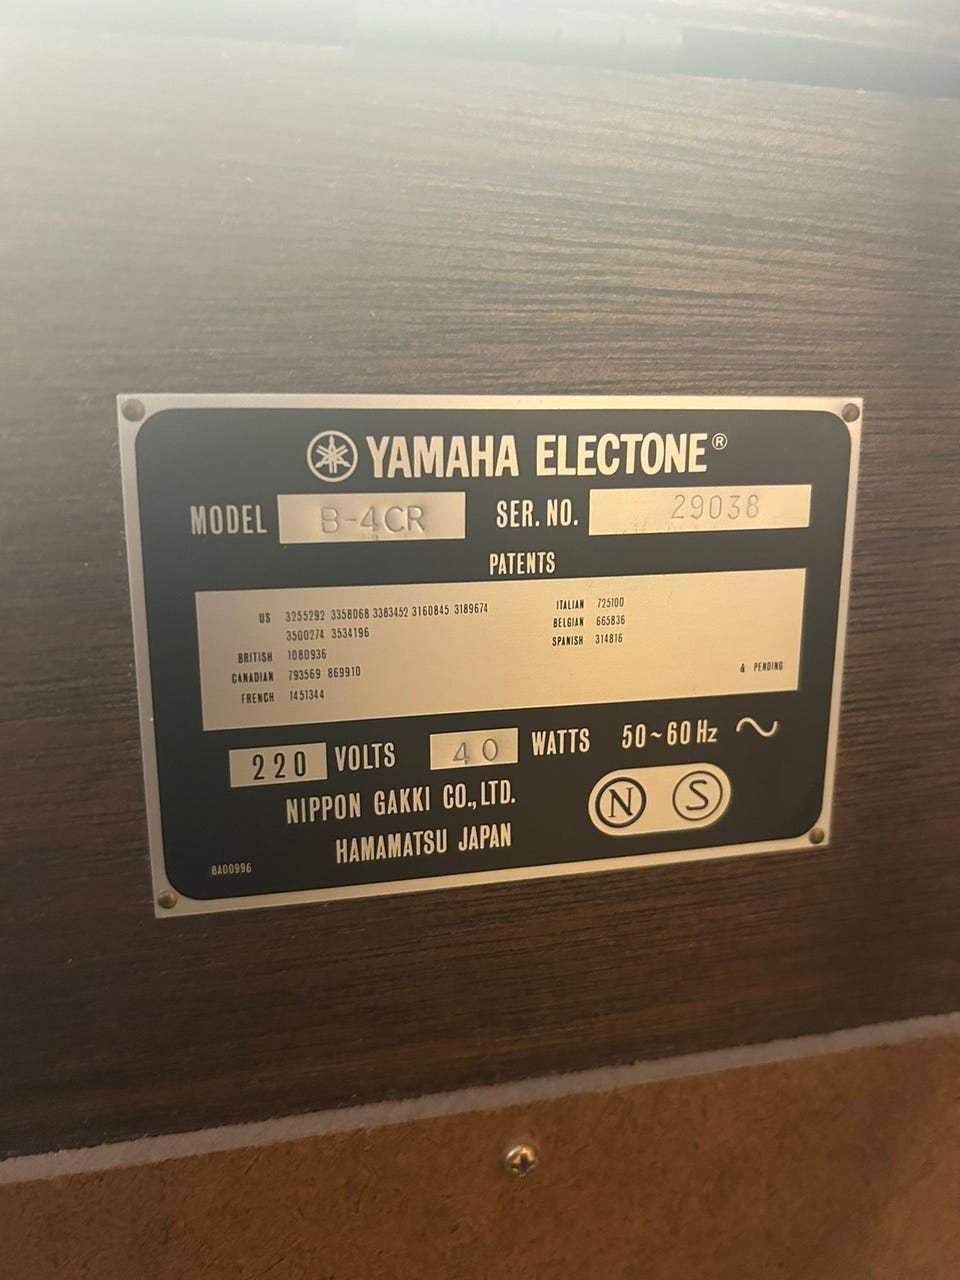 YAMAHA ELECTONE®
MODEL B-4CR SER. NO. 29038
PATENTS
US 3255292 3358068 3383452 3160845 3189674
3500274 3534196
BRITISH 1080936
CANADIAN 793569 869910
FRENCH 1451344
ITALIAN 725100
BELGIAN 665836
SPANISH 314816
& PENDING
220 VOLTS 40 WATTS 50~60 Hz ~
NIPPON GAKKI CO., LTD.
HAMAMATSU JAPAN
N S
8A00996